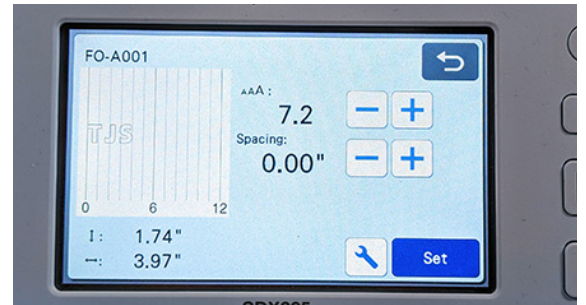 FO-A001
AAA:
7.2
TJS
Spacing:
0.00"
0 6 12
1.74"
3.97"
Set